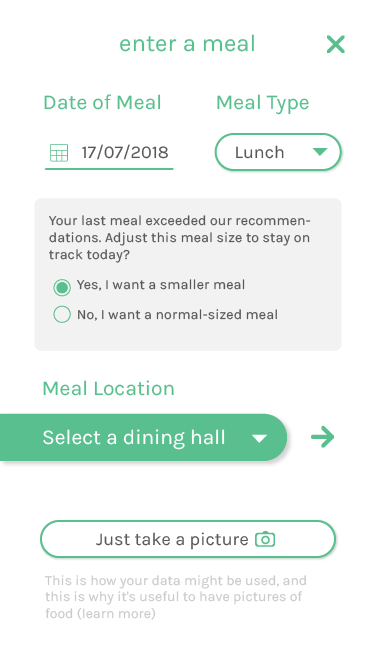 enter a meal
Date of Meal
Meal Type
17/07/2018
Lunch
Your last meal exceeded our recommen-
dations. Adjust this meal size to stay on
track today?
Yes, I want a smaller meal
No, I want a normal-sized meal
Meal Location
Select a dining hall
Just take a picture
This is how your data might be used, and
this is why it's useful to have pictures of
food (learn more)